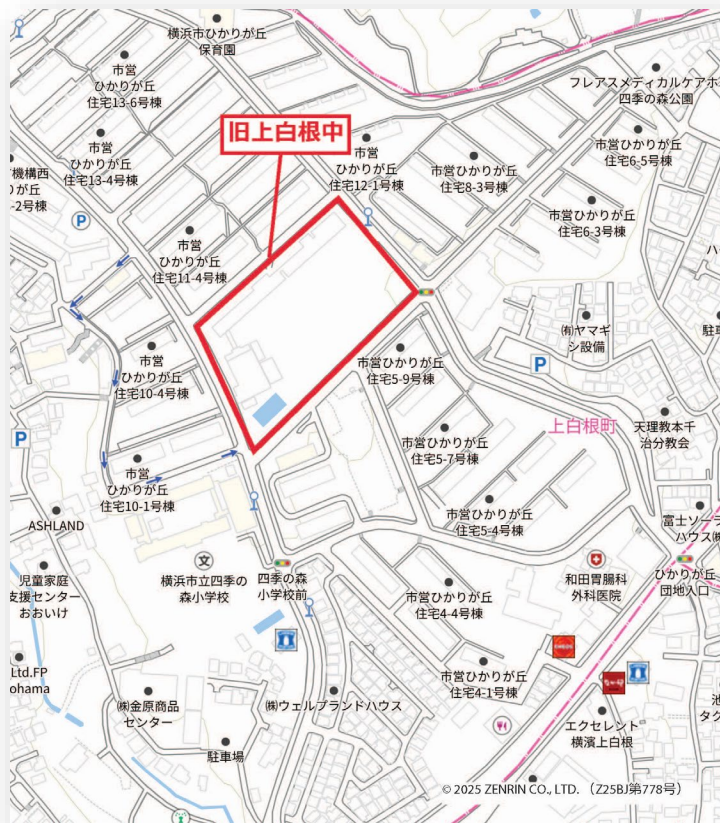 横浜市ひかりが丘
保育園
市営
ひかりが丘
住宅13-6号棟
フレアスメディカルケアホ
四季の森公園
旧上白根中
市営
ひかりが丘
住宅13-4号棟
市営
ひかりが丘
住宅12-1号棟
市営ひかりが丘
住宅8-3号棟
市営ひかりが丘
住宅6-5号棟
機構西
りが丘
-2号棟
P
市営ひかりが丘
住宅6-3号棟
市営
ひかりが丘
住宅11-4号棟
ハ
㈲ヤマギ
シ設備
駐車
市営
ひかりが丘
住宅10-4号棟
市営ひかりが丘
住宅5-9号棟
P
上白根町
天理教本千
治分教会
P
市営ひかりが丘
住宅5-7号棟
市営
ひかりが丘
住宅10-1号棟
市営ひかりが丘
住宅5-4号棟
富士ソーラ
ハウス㈱
ASHLAND
文
横浜市立四季の
森小学校
四季の森
小学校前
児童家庭
支援センター
おおいけ
和田胃腸科
外科医院
ひかりが丘
団地入口
市営ひかりが丘
住宅4-4号棟
Ltd.FP
ohama
市営ひかりが丘
住宅4-1号棟
㈱金原商品
センター
㈱ウェルプランドハウス
エクセレント
横濱上白根
池
タク
駐車場
© 2025 ZENRIN CO., LTD. （Z25BJ第778号）